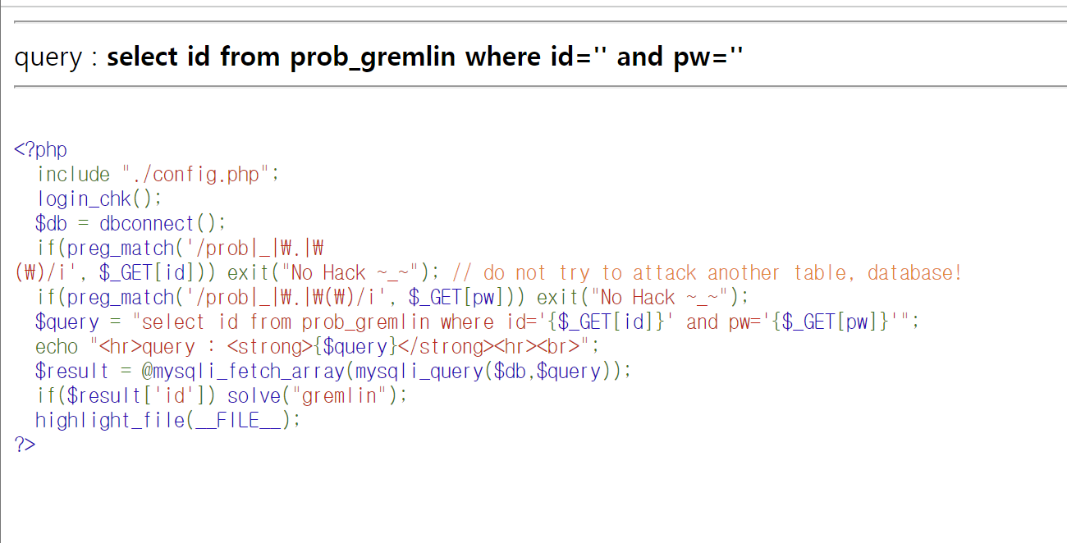 query : select id from prob_gremlin where id='' and pw=''
<?php
include "./config.php";
login_chk();
$db = dbconnect();
if(preg_match('/prob|_|₩.|₩
(₩)/i', $_GET[id])) exit("No Hack ~_~"); // do not try to attack another table, database!
if(preg_match('/prob|_|₩.|₩(₩)/i', $_GET[pw])) exit("No Hack ~_~");
$query = "select id from prob_gremlin where id='{$_GET[id]}' and pw='{$_GET[pw]}'";
echo "<hr>query : <strong>{$query}</strong><hr><br>";
$result = @mysqli_fetch_array(mysqli_query($db,$query));
if($result['id']) solve("gremlin");
highlight_file(__FILE__);
?>